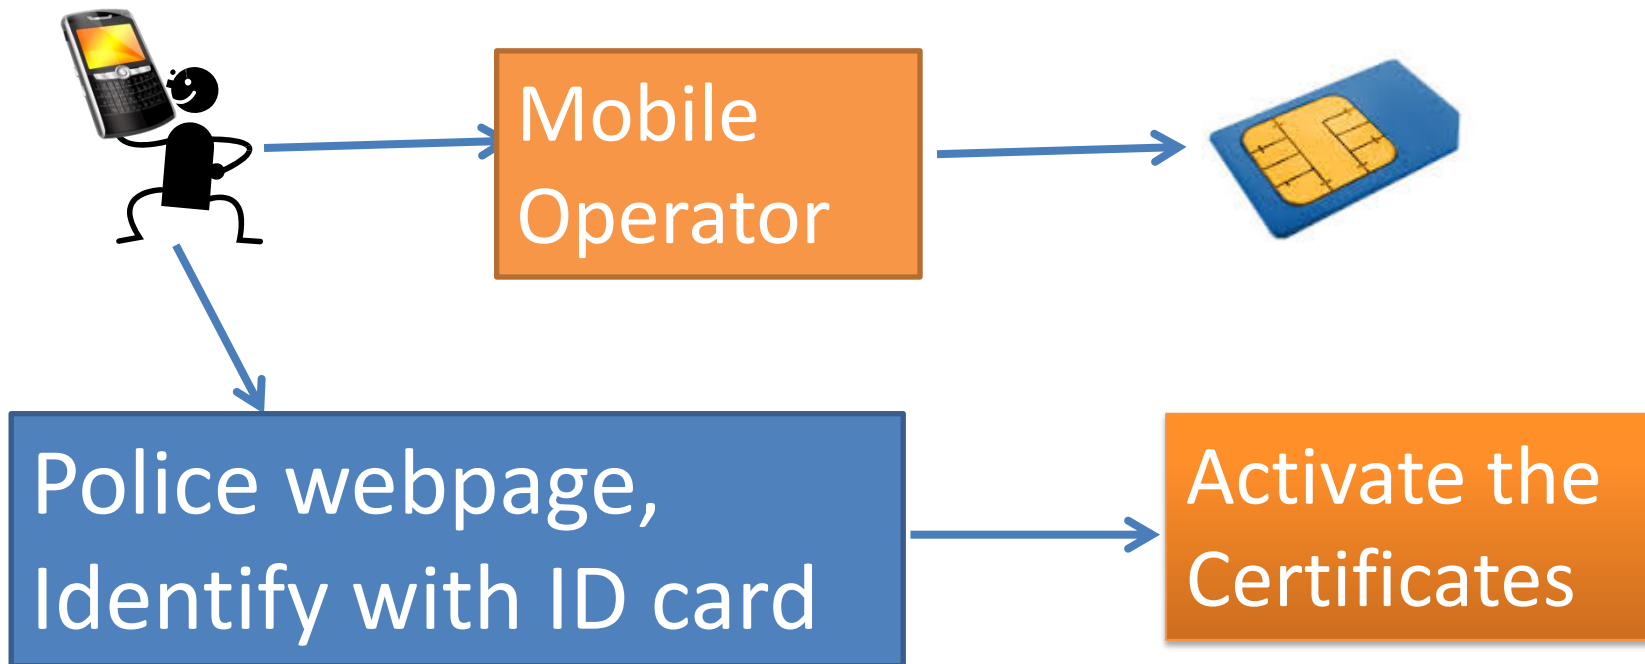 Mobile
Operator
Police webpage,
Identify with ID card
Activate the
Certificates